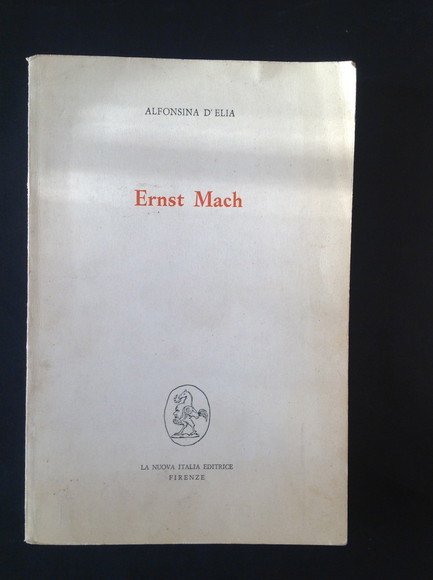 ALFONSINA D'ELIA
Ernst Mach
LA NUOVA ITALIA EDITRICE
FIRENZE